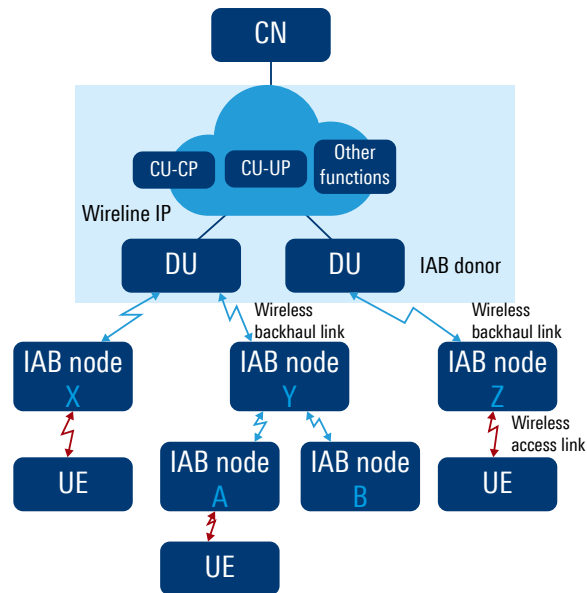 CN
CU-CP
CU-UP
Other
functions
Wireline IP
DU
DU
IAB donor
Wireless
backhaul link
Wireless
backhaul link
IAB node
X
IAB node
Y
IAB node
Z
Wireless
access link
UE
IAB node
A
IAB node
B
UE
UE